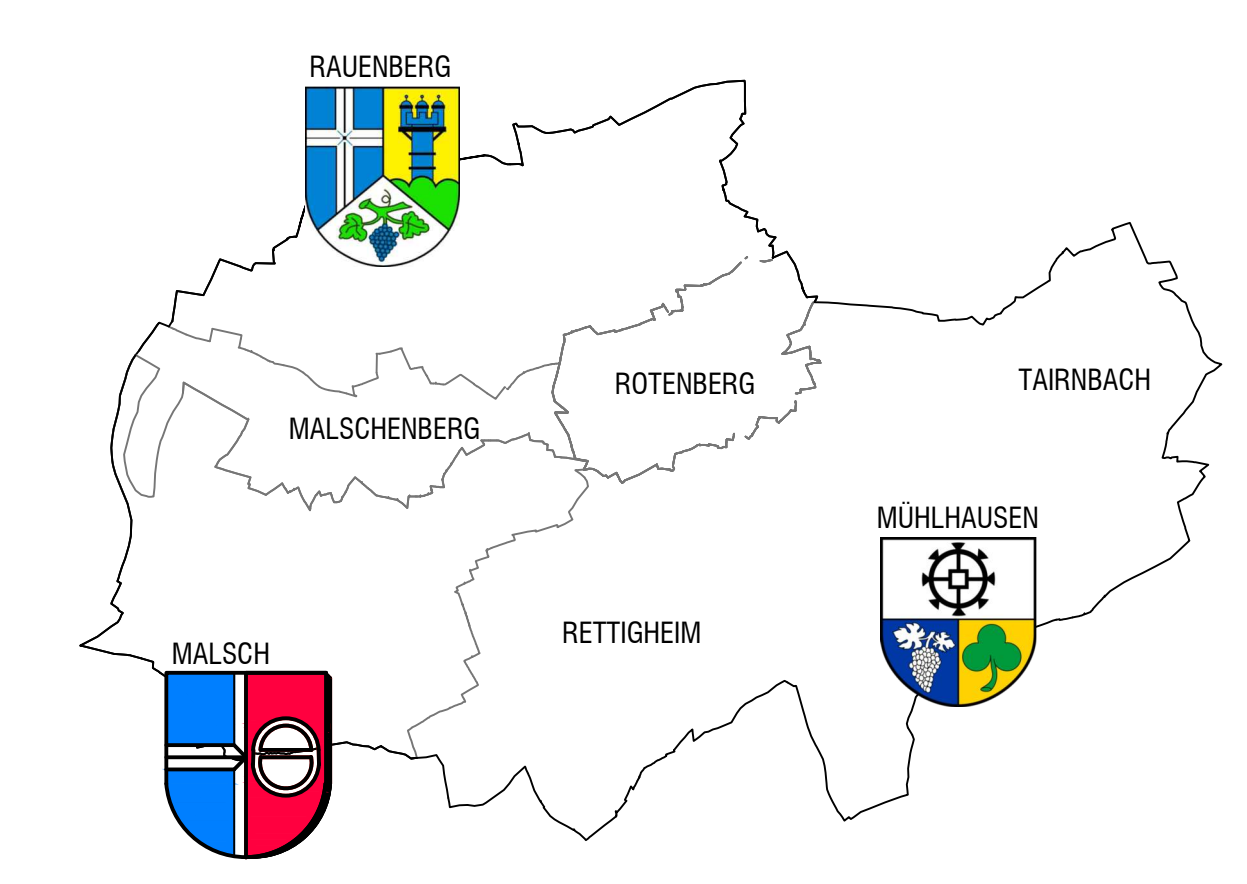 RAUENBERG
ROTENBERG
TAIRNBACH
MALSCHENBERG
MÜHLHAUSEN
RETTIGHEIM
MALSCH